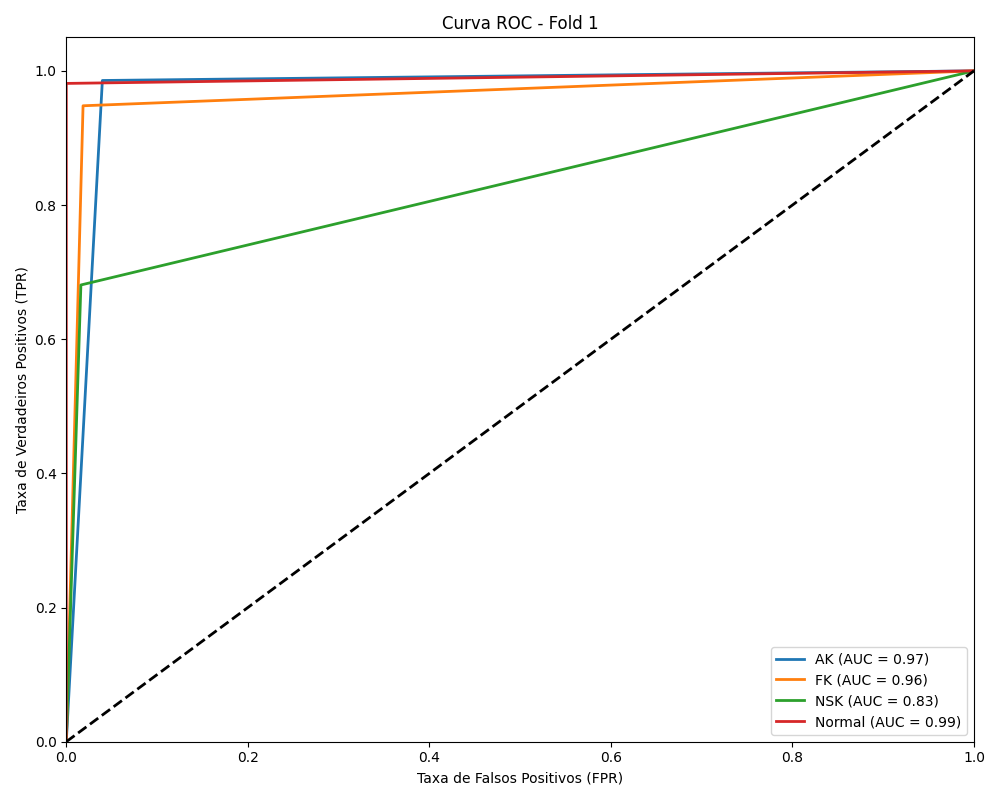 Curva ROC - Fold 1
Taxa de Verdadeiros Positivos (TPR)
1.0
0.8
0.6
0.4
0.2
0.0
0.0
0.2
0.4
0.6
0.8
1.0
Taxa de Falsos Positivos (FPR)
AK (AUC = 0.97)
FK (AUC = 0.96)
NSK (AUC = 0.83)
Normal (AUC = 0.99)